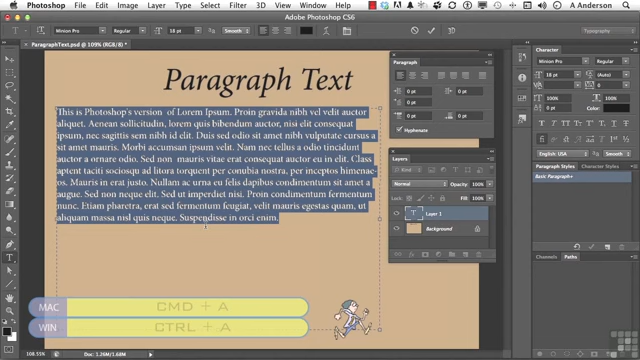 Photoshop File Edit Image Layer Type Select Filter View Window Help A Anderson
Adobe Photoshop CS6
Minion Pro Regular 18 pt Smooth Typography
ParagraphText.psd @ 109% (RGB/8) *
Paragraph Text
This is Photoshop's version of Lorem Ipsum. Proin gravida nibh vel velit auctor
aliquet. Aenean sollicitudin, lorem quis bibendum auctor, nisi elit consequat
ipsum, nec sagittis sem nibh id elit. Duis sed odio sit amet nibh vulputate cursus a
sit amet mauris. Morbi accumsan ipsum velit. Nam nec tellus a odio tincidunt
auctor a ornare odio. Sed non mauris vitae erat consequat auctor eu in elit. Class
aptent taciti sociosqu ad litora torquent per conubia nostra, per inceptos himenae-
os. Mauris in erat justo. Nullam ac urna eu felis dapibus condimentum sit amet a
augue. Sed non neque elit. Sed ut imperdiet nisi. Proin condimentum fermentum
nunc. Etiam pharetra, erat sed fermentum feugiat, velit mauris egestas quam, ut
aliquam massa nisl quis neque. Suspendisse in orci enim.
Paragraph
0 pt 0 pt
0 pt
0 pt 0 pt
Hyphenate
Layers
Kind
Normal Opacity: 100%
Lock: Fill: 100%
Layer 1
Background
Character
Minion Pro Regular
18 pt (Auto)
0
100% 100%
0 pt Color:
English: USA Smooth
Paragraph Styles Character Styles
Basic Paragraph+
Channels Paths
MAC CMD + A
WIN CTRL + A
108.55% Doc: 1.26M/1.68M